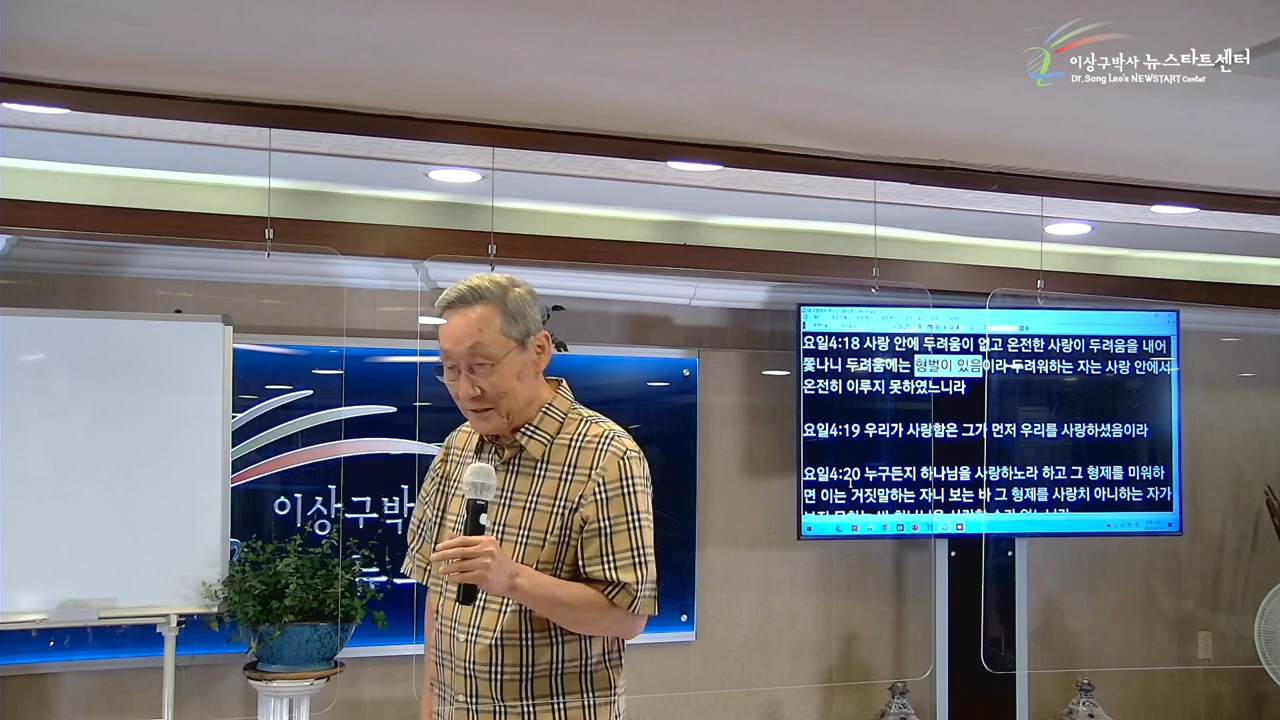 이상구박사 뉴스타트센터
Dr. Sang Lee's NEWSTART Center
요일4:18 사랑 안에 두려움이 없고 온전한 사랑이 두려움을 내어
쫓나니 두려움에는 형벌이 있음이라 두려워하는 자는 사랑 안에서
온전히 이루지 못하였느니라
요일4:19 우리가 사랑함은 그가 먼저 우리를 사랑하셨음이라
요일4:20 누구든지 하나님을 사랑하노라 하고 그 형제를 미워하
면 이는 거짓말하는 자니 보는 바 그 형제를 사랑치 아니하는 자가
이상구박